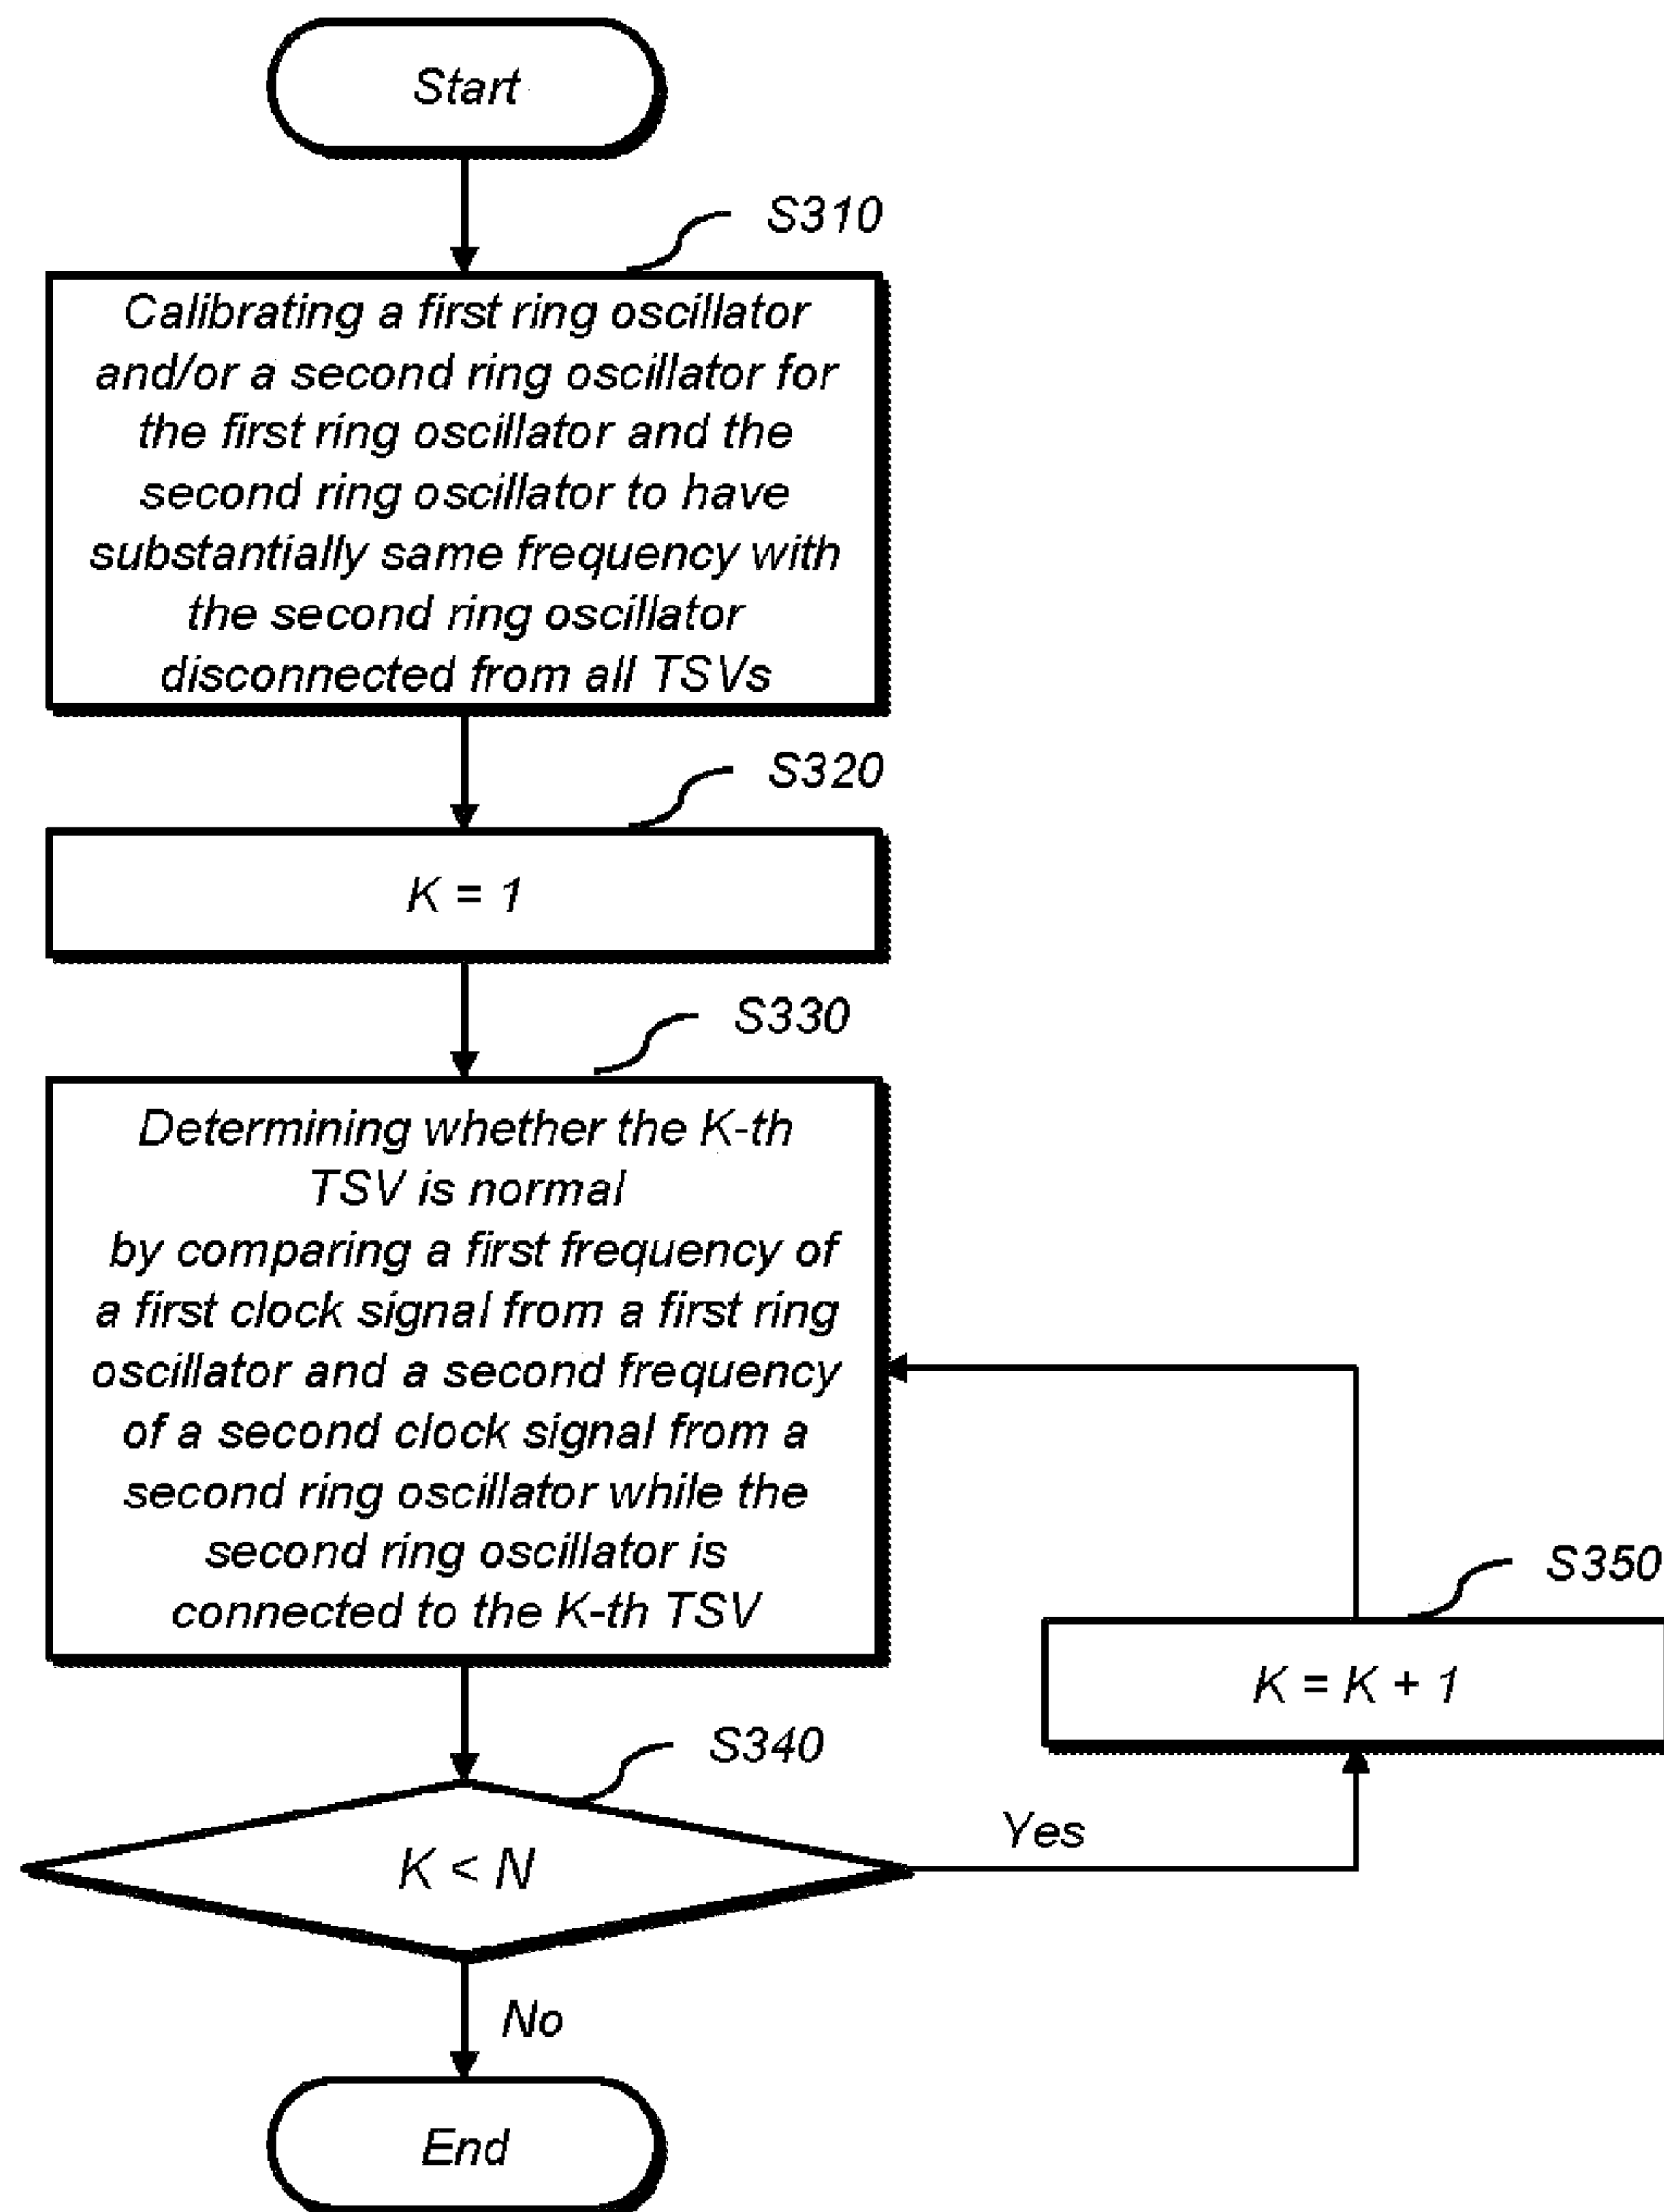 Start
S310
Calibrating a first ring oscillator
and/or a second ring oscillator for
the first ring oscillator and the
second ring oscillator to have
substantially same frequency with
the second ring oscillator
disconnected from all TSVs
S320
K = 1
S330
Determining whether the K-th
TSV is normal
by comparing a first frequency of
a first clock signal from a first ring
oscillator and a second frequency
of a second clock signal from a
second ring oscillator while the
second ring oscillator is
connected to the K-th TSV
S350
K = K + 1
S340
K < N
Yes
No
End